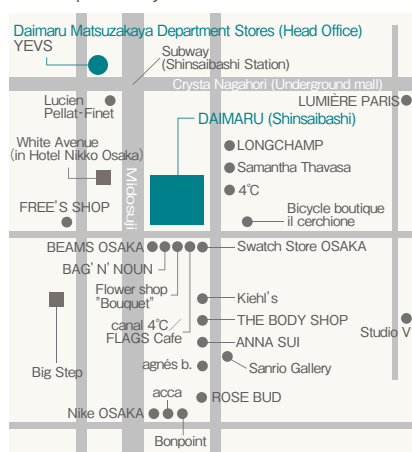 Daimaru Matsuzakaya Department Stores (Head Office)
YEVS
Subway
(Shinsaibashi Station)
Crysta Nagahori (Underground mall)
Lucien
Pellat-Finet
LUMIÈRE PARIS
DAIMARU (Shinsaibashi)
White Avenue
(in Hotel Nikko Osaka)
LONGCHAMP
Samantha Thavasa
4℃
Midosuji
FREE'S SHOP
Bicycle boutique
il cerchione
BEAMS OSAKA
Swatch Store OSAKA
BAG' N' NOUN
Flower shop
"Bouquet"
Kiehl's
canal 4℃
FLAGS Cafe
THE BODY SHOP
Studio V
ANNA SUI
Big Step
agnés b.
Sanrio Gallery
acca
ROSE BUD
Nike OSAKA
Bonpoint